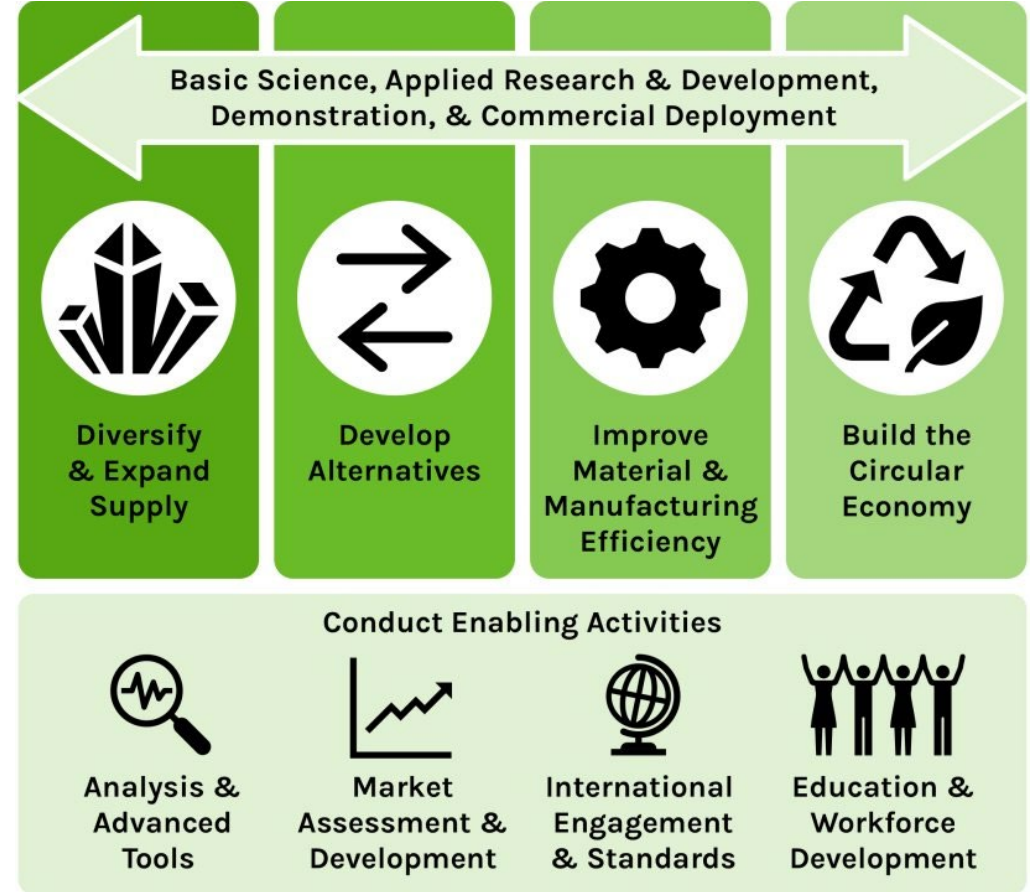 Basic Science, Applied Research & Development,
Demonstration, & Commercial Deployment
Diversify
& Expand
Supply
Develop
Alternatives
Improve
Material &
Manufacturing
Efficiency
Build the
Circular
Economy
Conduct Enabling Activities
Analysis &
Advanced
Tools
Market
Assessment &
Development
International
Engagement
& Standards
Education &
Workforce
Development